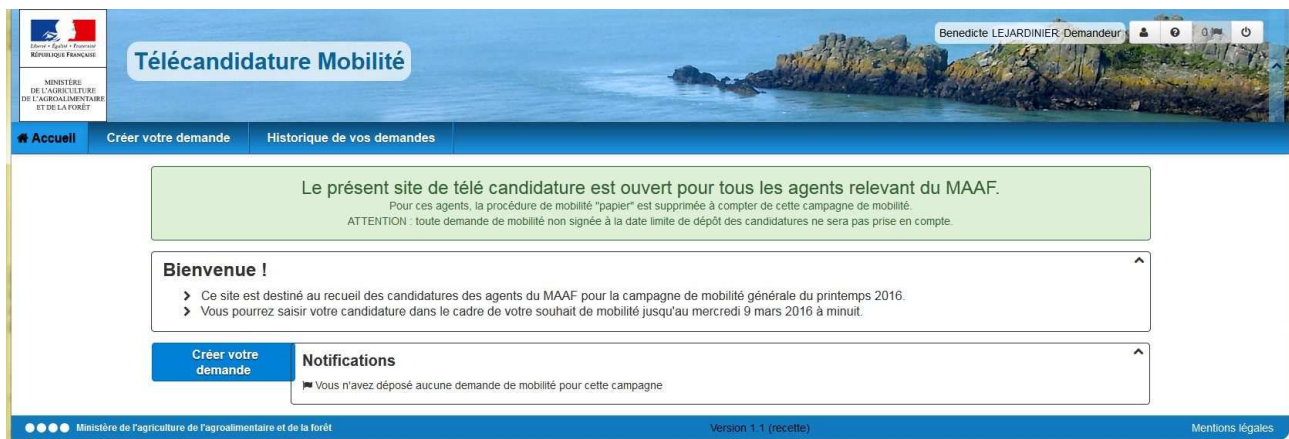 Liberté • Égalité • Fraternité
RÉPUBLIQUE FRANÇAISE
MINISTÈRE
DE L'AGRICULTURE
DE L'AGROALIMENTAIRE
ET DE LA FORÊT
Télécandidature Mobilité
Benedicte LEJARDINIER Demandeur
0
Accueil Créer votre demande Historique de vos demandes
Le présent site de télé candidature est ouvert pour tous les agents relevant du MAAF.
Pour ces agents, la procédure de mobilité "papier" est supprimée à compter de cette campagne de mobilité.
ATTENTION : toute demande de mobilité non signée à la date limite de dépôt des candidatures ne sera pas prise en compte.
Bienvenue !
Ce site est destiné au recueil des candidatures des agents du MAAF pour la campagne de mobilité générale du printemps 2016.
Vous pourrez saisir votre candidature dans le cadre de votre souhait de mobilité jusqu'au mercredi 9 mars 2016 à minuit.
Créer votre
demande
Notifications
Vous n'avez déposé aucune demande de mobilité pour cette campagne
Ministère de l'agriculture de l'agroalimentaire et de la forêt Version 1.1 (recette) Mentions légales